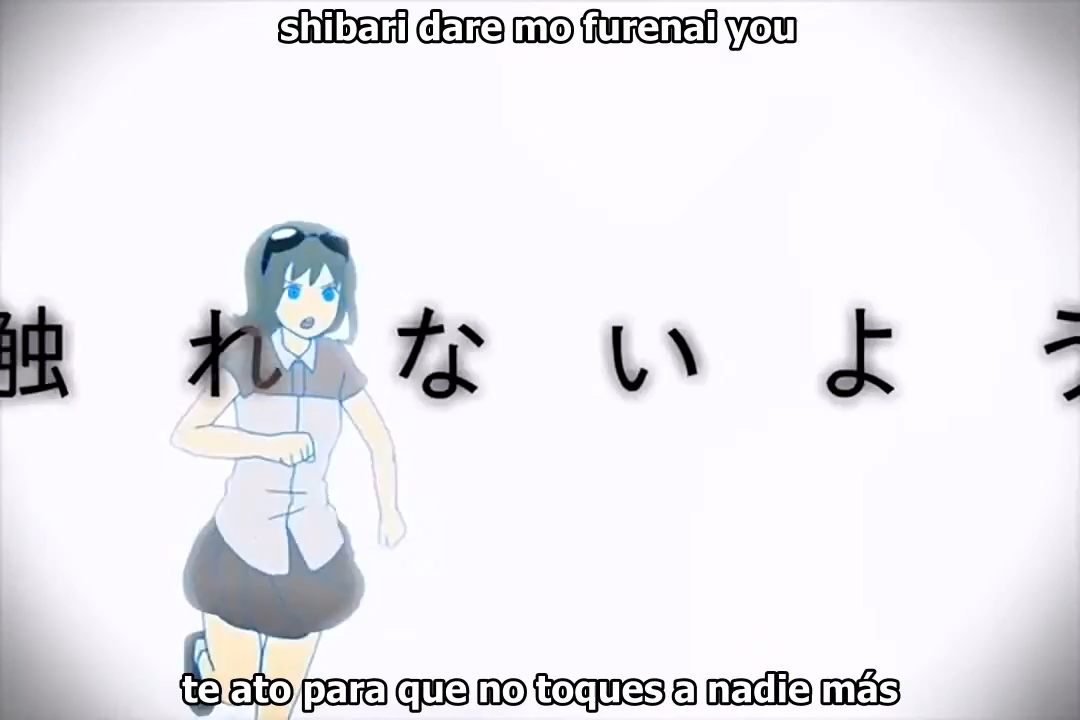 shibari dare mo furenai you
触れないよう
te ato para que no toques a nadie más